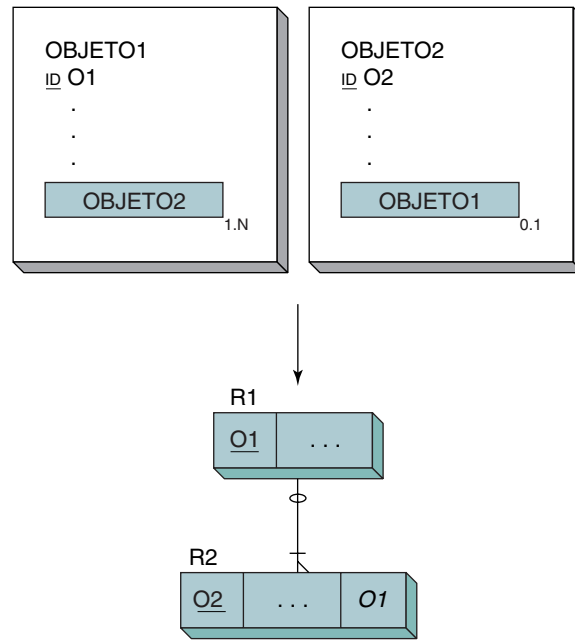 OBJETO1
ID O1
.
.
.
OBJETO2
1.N
OBJETO2
ID O2
.
.
.
OBJETO1
0.1
R1
O1 . . .
R2
O2 . . . O1